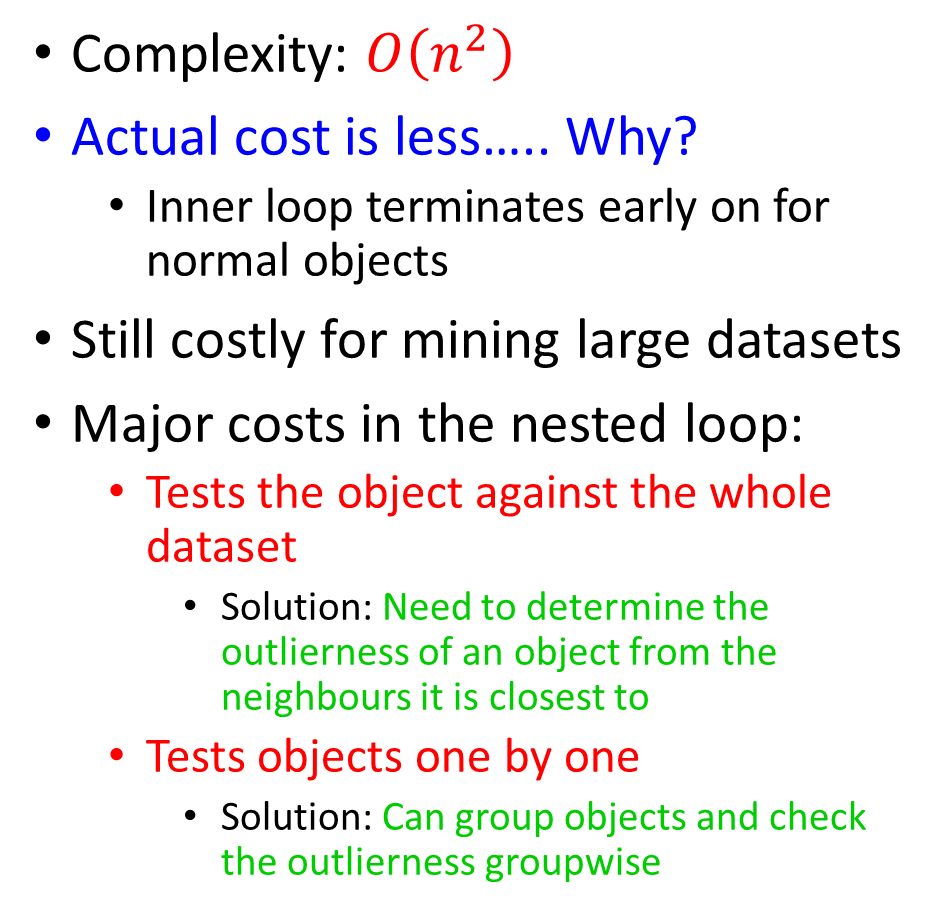 • Complexity: O(n²)
• Actual cost is less..... Why?
• Inner loop terminates early on for
normal objects
• Still costly for mining large datasets
• Major costs in the nested loop:
• Tests the object against the whole
dataset
• Solution: Need to determine the
outlierness of an object from the
neighbours it is closest to
• Tests objects one by one
• Solution: Can group objects and check
the outlierness groupwise